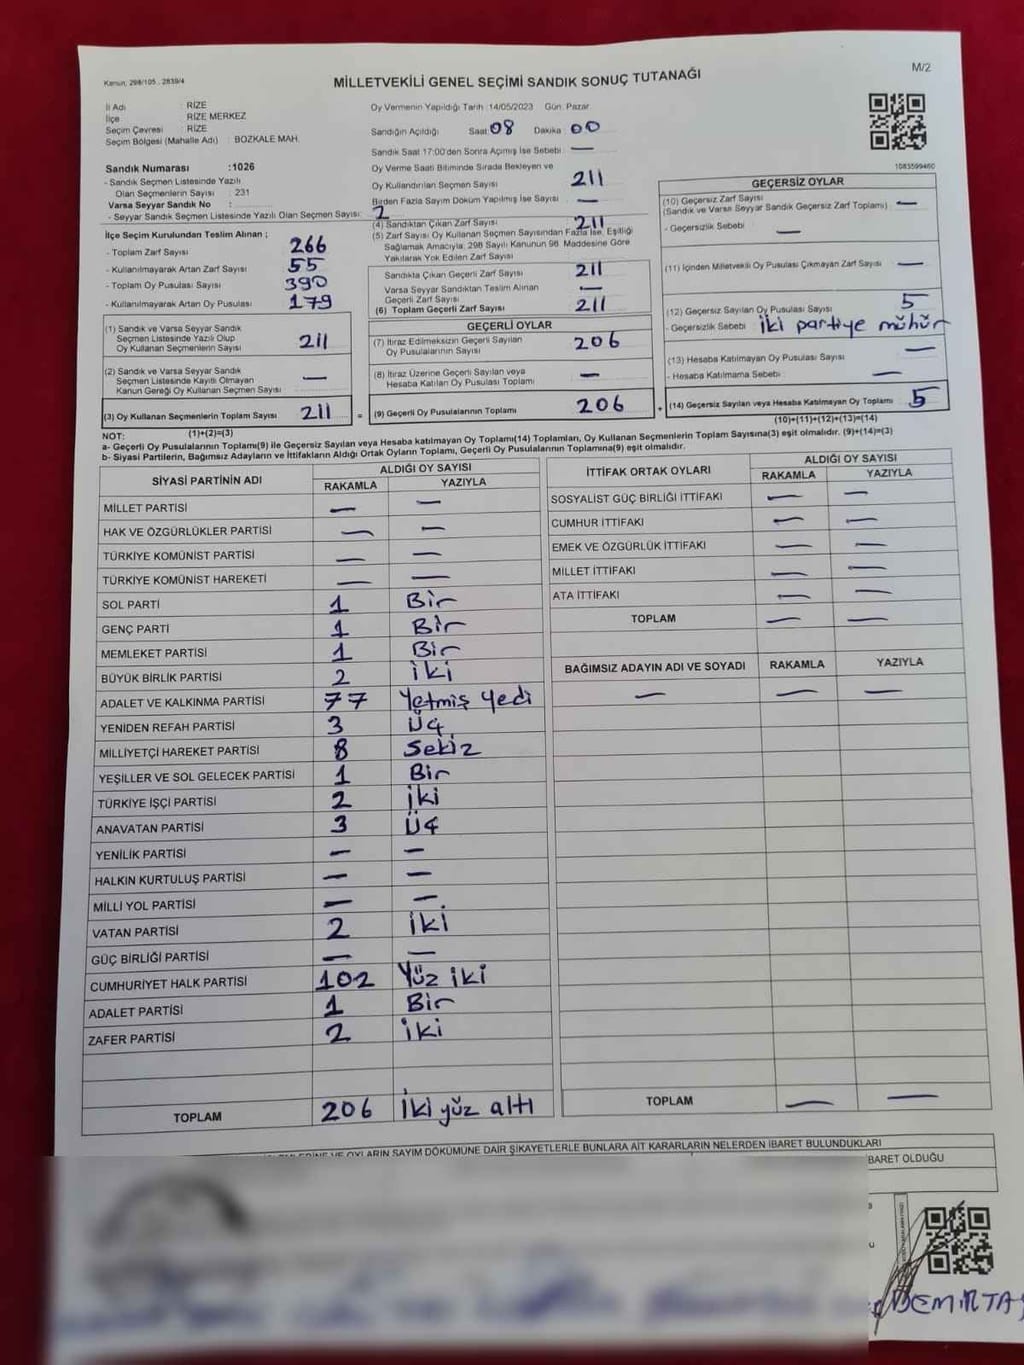 Kanun, 298/105 , 2839/4
MİLLETVEKİLİ GENEL SEÇİMİ SANDIK SONUÇ TUTANAĞI
M/2
İl Adı : RİZE
İlçe : RİZE MERKEZ
Seçim Çevresi : RİZE
Seçim Bölgesi (Mahalle Adı) : BOZKALE MAH.
Sandık Numarası :1026
- Sandık Seçmen Listesinde Yazılı
Olan Seçmenlerin Sayısı : 231
Varsa Seyyar Sandık No :
- Seyyar Sandık Seçmen Listesinde Yazılı Olan Seçmen Sayısı: 2
İlçe Seçim Kurulundan Teslim Alınan ;
- Toplam Zarf Sayısı 266
- Kullanılmayarak Artan Zarf Sayısı 55
- Toplam Oy Pusulası Sayısı 390
- Kullanılmayarak Artan Oy Pusulası 179
(1) Sandık ve Varsa Seyyar Sandık
Seçmen Listesinde Yazılı Olup
Oy Kullanan Seçmenlerin Sayısı 211
(2) Sandık ve Varsa Seyyar Sandık
Seçmen Listesinde Kayıtlı Olmayan
Kanun Gereği Oy Kullanan Seçmen Sayısı —
(3) Oy Kullanan Seçmenlerin Toplam Sayısı 211 =
(1)+(2)=(3)
Oy Vermenin Yapıldığı Tarih :14/05/2023 Gün: Pazar
Sandığın Açıldığı Saat: 08 Dakika: 00
Sandık Saat 17:00'den Sonra Açımış İse Sebebi: —
Oy Verme Saati Bitiminde Sırada Bekleyen ve
Oy Kullandırılan Seçmen Sayısı 211
Birden Fazla Sayım Döküm Yapılmış İse Sayısı —
(4) Sandıktan Çıkan Zarf Sayısı 211
(5) Zarf Sayısı Oy Kullanan Seçmen Sayısından Fazla İse, Eşitliği
Sağlamak Amacıyla, 298 Sayılı Kanunun 98. Maddesine Göre
Yakılarak Yok Edilen Zarf Sayısı
Sandıkta Çıkan Geçerli Zarf Sayısı 211
Varsa Seyyar Sandıktan Teslim Alınan
Geçerli Zarf Sayısı —
(6) Toplam Geçerli Zarf Sayısı 211
GEÇERLİ OYLAR
(7) İtiraz Edilmeksizin Geçerli Sayılan
Oy Pusulalarının Sayısı 206
(8) İtiraz Üzerine Geçerli Sayılan veya
Hesaba Katılan Oy Pusulası Toplamı —
(9) Geçerli Oy Pusulalarının Toplamı 206 +
1085599460
GEÇERSİZ OYLAR
(10) Geçersiz Zarf Sayısı
(Sandık ve Varsa Seyyar Sandık Geçersiz Zarf Toplamı) —
- Geçersizlik Sebebi : —
(11) İçinden Milletvekili Oy Pusulası Çıkmayan Zarf Sayısı —
(12) Geçersiz Sayılan Oy Pusulası Sayısı 5
- Geçersizlik Sebebi : İki partiye mühür
(13) Hesaba Katılmayan Oy Pusulası Sayısı —
- Hesaba Katılmama Sebebi : —
(14) Geçersiz Sayılan veya Hesaba Katılmayan Oy Toplamı 5
(10)+(11)+(12)+(13)=(14)
NOT:
a- Geçerli Oy Pusulalarının Toplamı(9) ile Geçersiz Sayılan veya Hesaba katılmayan Oy Toplamı(14) Toplamları, Oy Kullanan Seçmenlerin Toplam Sayısına(3) eşit olmalıdır. (9)+(14)=(3)
b- Siyasi Partilerin, Bağımsız Adayların ve İttifakların Aldığı Ortak Oyların Toplamı, Geçerli Oy Pusulalarının Toplamına(9) eşit olmalıdır.
SİYASİ PARTİNİN ADI ALDIĞI OY SAYISI
RAKAMLA YAZIYLA
MİLLET PARTİSİ — —
HAK VE ÖZGÜRLÜKLER PARTİSİ — —
TÜRKİYE KOMÜNİST PARTİSİ — —
TÜRKİYE KOMÜNİST HAREKETİ — —
SOL PARTİ 1 Bir
GENÇ PARTİ 1 Bir
MEMLEKET PARTİSİ 1 Bir
BÜYÜK BİRLİK PARTİSİ 2 İki
ADALET VE KALKINMA PARTİSİ 77 Yetmiş yedi
YENİDEN REFAH PARTİSİ 3 Üç
MİLLİYETÇİ HAREKET PARTİSİ 8 Sekiz
YEŞİLLER VE SOL GELECEK PARTİSİ 1 Bir
TÜRKİYE İŞÇİ PARTİSİ 2 İki
ANAVATAN PARTİSİ 3 Üç
YENİLİK PARTİSİ — —
HALKIN KURTULUŞ PARTİSİ — —
MİLLİ YOL PARTİSİ — —
VATAN PARTİSİ 2 İki
GÜÇ BİRLİĞİ PARTİSİ — —
CUMHURİYET HALK PARTİSİ 102 Yüz iki
ADALET PARTİSİ 1 Bir
ZAFER PARTİSİ 2 İki
TOPLAM 206 İki yüz altı
İTTİFAK ORTAK OYLARI ALDIĞI OY SAYISI
RAKAMLA YAZIYLA
SOSYALİST GÜÇ BİRLİĞİ İTTİFAKI — —
CUMHUR İTTİFAKI — —
EMEK VE ÖZGÜRLÜK İTTİFAKI — —
MİLLET İTTİFAKI — —
ATA İTTİFAKI — —
TOPLAM — —
BAĞIMSIZ ADAYIN ADI VE SOYADI RAKAMLA YAZIYLA
— — —
TOPLAM — —
VE OYLARIN SAYIM DÖKÜMÜNE DAİR ŞİKAYETLERLE BUNLARA AİT KARARLARIN NELERDEN İBARET BULUNDUKLARI
BARET OLDUĞU
DEMİRTAŞ